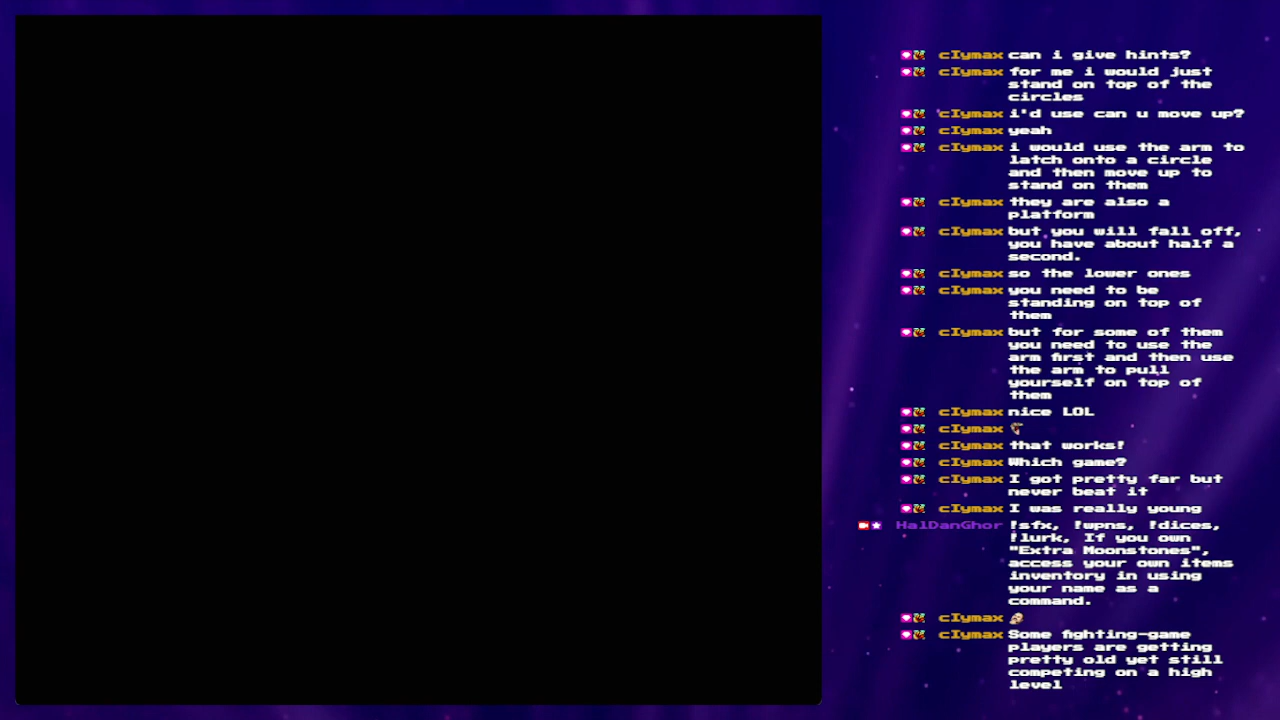 cIymax can i give hints?
cIymax for me i would just
stand on top of the
circles
cIymax i'd use can u move up?
cIymax yeah
cIymax i would use the arm to
latch onto a circle
and then move up to
stand on them
cIymax they are also a
platform
cIymax but you will fall off,
you have about half a
second.
cIymax so the lower ones
cIymax you need to be
standing on top of
them
cIymax but for some of them
you need to use the
arm first and then use
the arm to pull
yourself on top of
them
cIymax nice LOL
cIymax
cIymax that works!
cIymax Which game?
cIymax I got pretty far but
never beat it
cIymax I was really young
HalDanGhor !sfx, !wpns, !dices,
!lurk, If you own
"Extra Moonstones",
access your own items
inventory in using
your name as a
command.
cIymax
cIymax Some fighting-game
players are getting
pretty old yet still
competing on a high
level